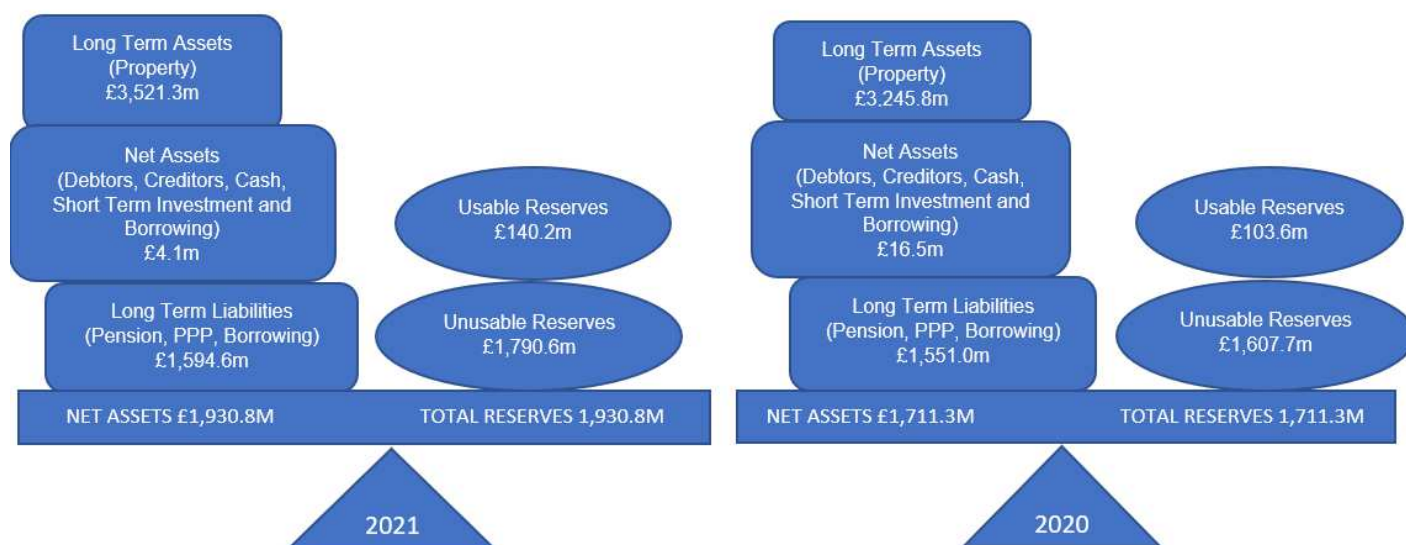 Long Term Assets
(Property)
£3,521.3m
Net Assets
(Debtors, Creditors, Cash,
Short Term Investment and
Borrowing)
£4.1m
Long Term Liabilities
(Pension, PPP, Borrowing)
£1,594.6m
Usable Reserves
£140.2m
Unusable Reserves
£1,790.6m
NET ASSETS £1,930.8M
TOTAL RESERVES 1,930.8M
2021
Long Term Assets
(Property)
£3.245.8m
Net Assets
(Debtors, Creditors, Cash,
Short Term Investment and
Borrowing)
£16.5m
Long Term Liabilities
(Pension, PPP, Borrowing)
£1,551.0m
Usable Reserves
£103.6m
Unusable Reserves
£1,607.7m
NET ASSETS £1,711.3M
TOTAL RESERVES 1,711.3M
2020